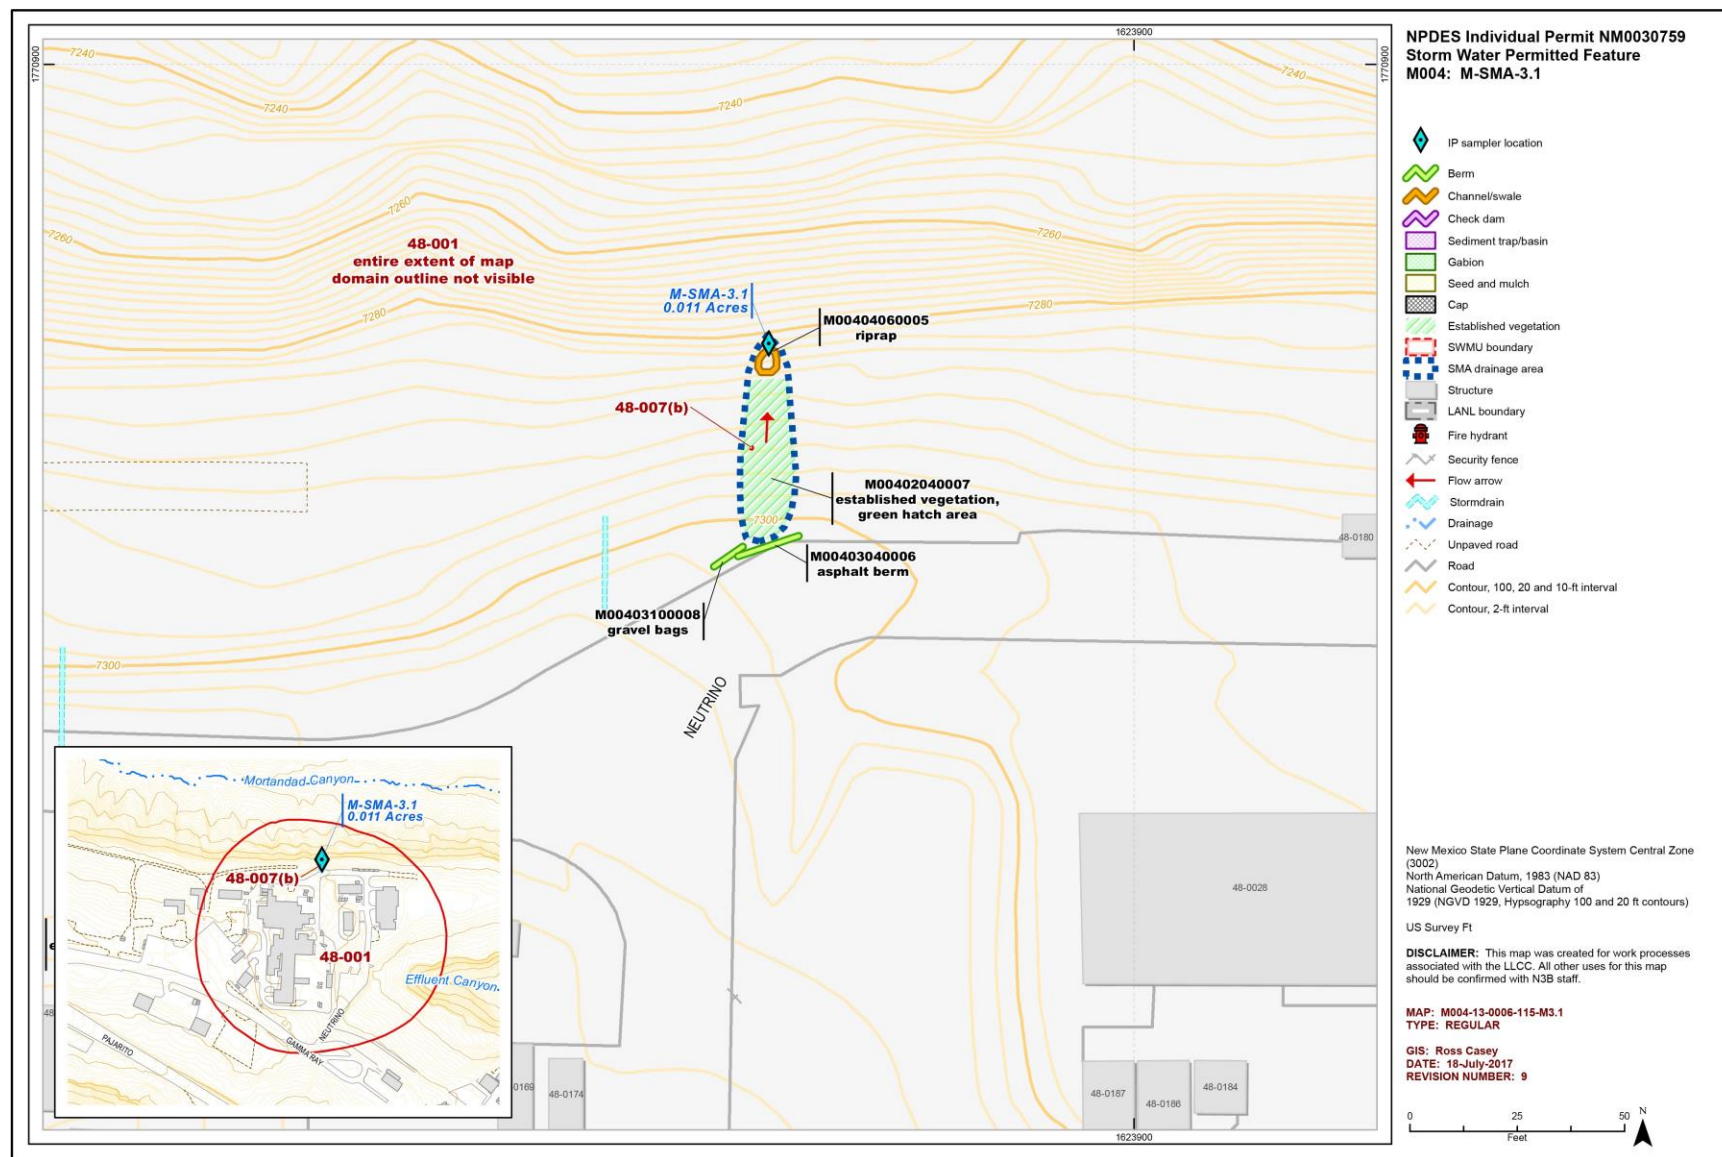 1623900
1770900
1770900
NPDES Individual Permit NM0030759
Storm Water Permitted Feature
M004: M-SMA-3.1
7240
7240
7240
7240
7260
7260
7260
48-001
entire extent of map
domain outline not visible
7280
7280
M-SMA-3.1
0.011 Acres
M00404060005
riprap
48-007(b)
M00402040007
established vegetation,
green hatch area
7300
M00403040006
asphalt berm
M00403100008
gravel bags
48-0180
7300
NEUTRINO
48-0028
48-0187
48-0186
48-0184
48-0174
-0169
48
e
1623900
Mortandad Canyon
M-SMA-3.1
0.011 Acres
48-007(b)
48-001
Effluent Canyon
NEUTRINO
GAMMA RAY
PAJARITO
IP sampler location
Berm
Channel/swale
Check dam
Sediment trap/basin
Gabion
Seed and mulch
Cap
Established vegetation
SWMU boundary
SMA drainage area
Structure
LANL boundary
Fire hydrant
Security fence
Flow arrow
Stormdrain
Drainage
Unpaved road
Road
Contour, 100, 20 and 10-ft interval
Contour, 2-ft interval
New Mexico State Plane Coordinate System Central Zone
(3002)
North American Datum, 1983 (NAD 83)
National Geodetic Vertical Datum of
1929 (NGVD 1929, Hypsography 100 and 20 ft contours)
US Survey Ft
DISCLAIMER: This map was created for work processes
associated with the LLCC. All other uses for this map
should be confirmed with N3B staff.
MAP: M004-13-0006-115-M3.1
TYPE: REGULAR
GIS: Ross Casey
DATE: 18-July-2017
REVISION NUMBER: 9
0 25 50
Feet
N